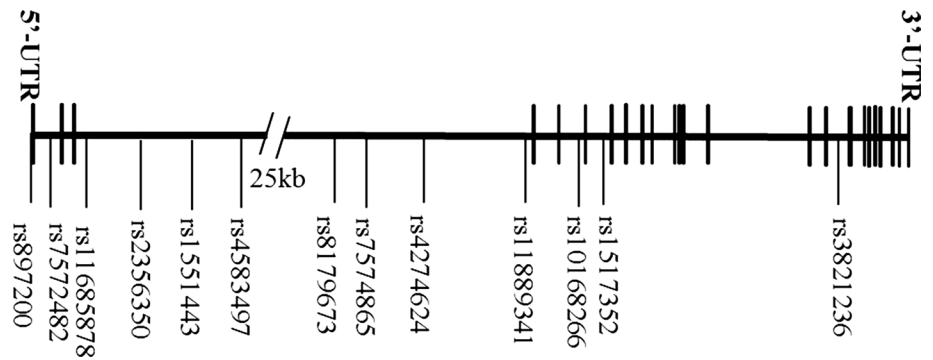 5’-UTR
3’-UTR
25kb
rs897200
rs7572482
rs11685878
rs2356350
rs1551443
rs4583497
rs8179673
rs7574865
rs4274624
rs11889341
rs10168266
rs1517352
rs3821236